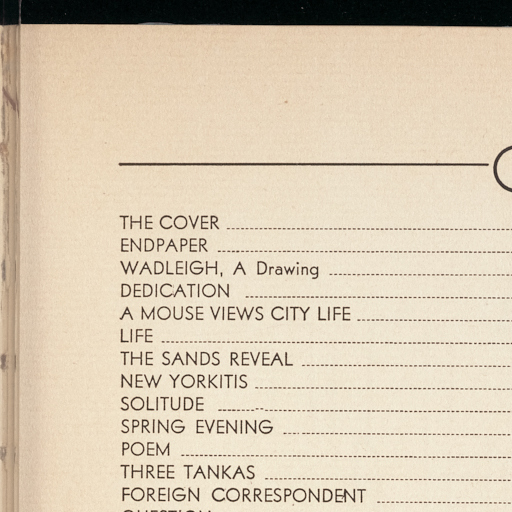 THE COVER
ENDPAPER
WADLEIGH, A Drawing
DEDICATION
A MOUSE VIEWS CITY LIFE
LIFE
THE SANDS REVEAL
NEW YORKITIS
SOLITUDE
SPRING EVENING
POEM
THREE TANKAS
FOREIGN CORRESPONDENT
QUESTION